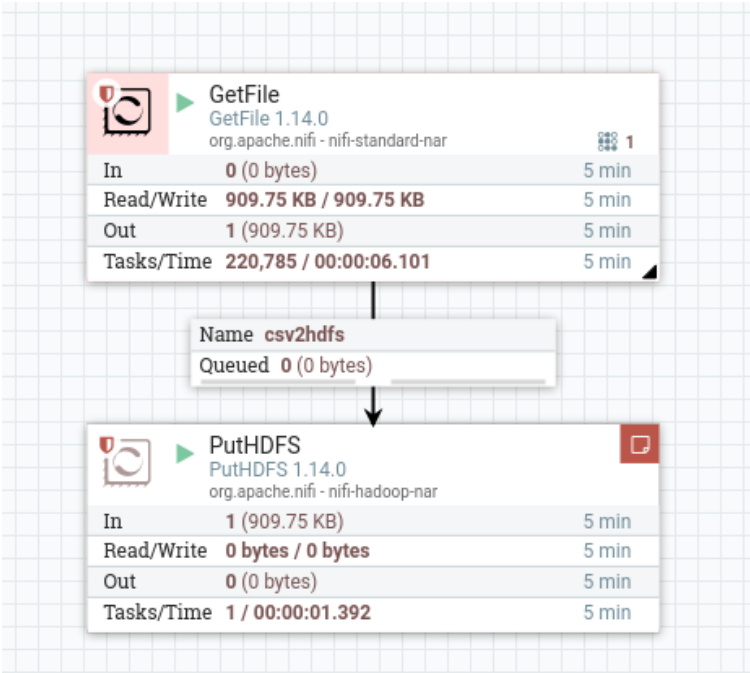 GetFile
GetFile 1.14.0
org.apache.nifi - nifi-standard-nar
1
In 0 (0 bytes) 5 min
Read/Write 909.75 KB / 909.75 KB 5 min
Out 1 (909.75 KB) 5 min
Tasks/Time 220,785 / 00:00:06.101 5 min
Name csv2hdfs
Queued 0 (0 bytes)
PutHDFS
PutHDFS 1.14.0
org.apache.nifi - nifi-hadoop-nar
In 1 (909.75 KB) 5 min
Read/Write 0 bytes / 0 bytes 5 min
Out 0 (0 bytes) 5 min
Tasks/Time 1 / 00:00:01.392 5 min